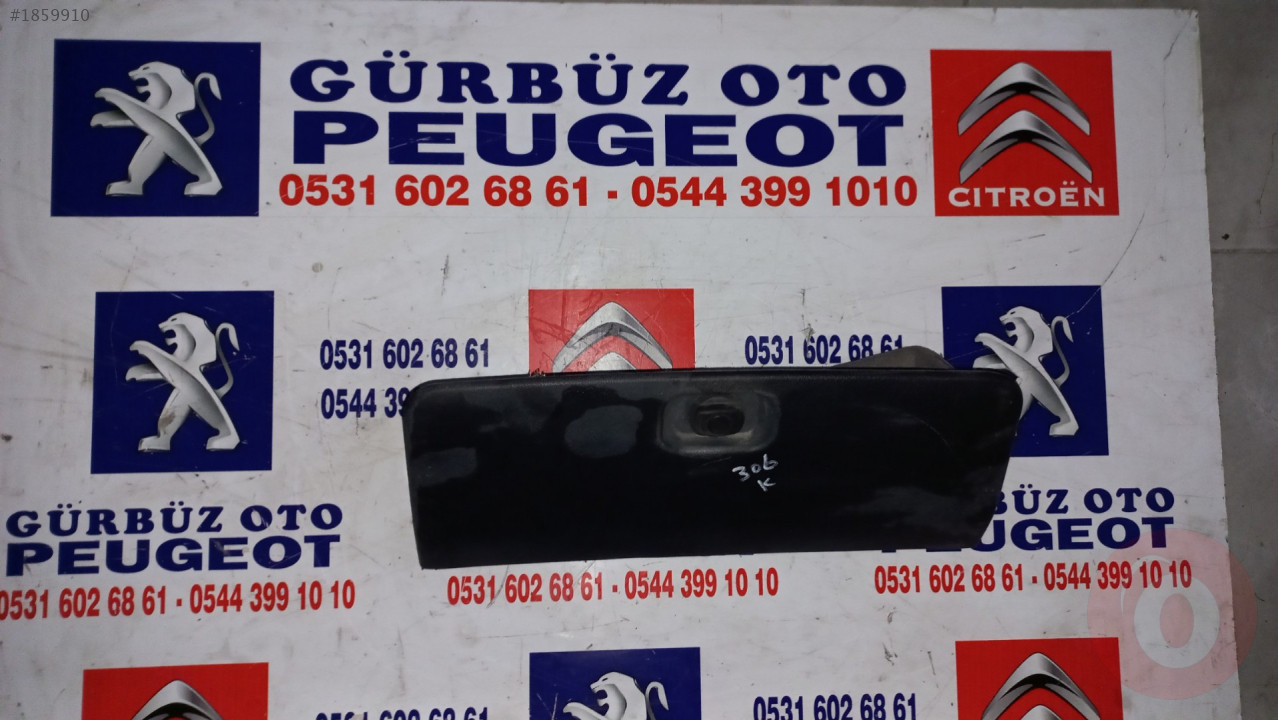 #1859910
GÜRBÜZ OTO
PEUGEOT
0531 602 68 61 - 0544 399 1010
CITROËN
0531 602 68 61
0544 39
0531 602 68 61
306
K
GÜRBÜZ OTO
PEUGEOT
0531 602 68 61 - 0544 399 10 10
0531 602 68 61 - 0544 399 10 10
BÜZ OTO
UGEOT
0531 602 68 61 - 0544 399 10 10
O
0531 602 68 61